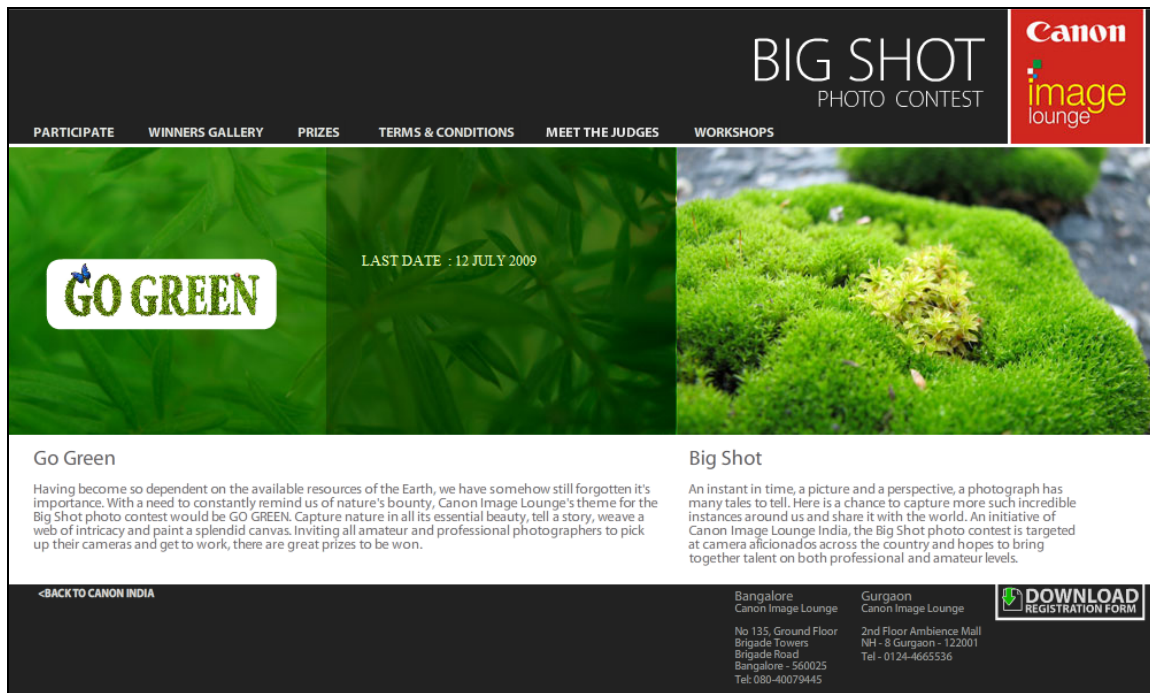 BIG SHOT
PHOTO CONTEST
Canon
image
lounge
PARTICIPATE WINNERS GALLERY PRIZES TERMS & CONDITIONS MEET THE JUDGES WORKSHOPS
GO GREEN
LAST DATE : 12 JULY 2009
Go Green
Having become so dependent on the available resources of the Earth, we have somehow still forgotten it's
importance. With a need to constantly remind us of nature's bounty, Canon Image Lounge's theme for the
Big Shot photo contest would be GO GREEN. Capture nature in all its essential beauty, tell a story, weave a
web of intricacy and paint a splendid canvas. Inviting all amateur and professional photographers to pick
up their cameras and get to work, there are great prizes to be won.
Big Shot
An instant in time, a picture and a perspective, a photograph has
many tales to tell. Here is a chance to capture more such incredible
instances around us and share it with the world. An initiative of
Canon Image Lounge India, the Big Shot photo contest is targeted
at camera aficionados across the country and hopes to bring
together talent on both professional and amateur levels.
<BACK TO CANON INDIA
Bangalore
Canon Image Lounge
No 135, Ground Floor
Brigade Towers
Brigade Road
Bangalore - 560025
Tel: 080-40079445
Gurgaon
Canon Image Lounge
2nd Floor Ambience Mall
NH - 8 Gurgaon - 122001
Tel - 0124-4665536
DOWNLOAD
REGISTRATION FORM